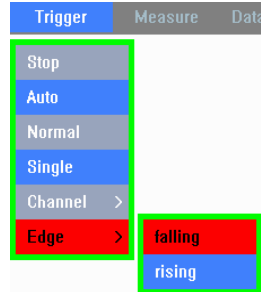 Trigger Measure Data
Stop
Auto
Normal
Single
Channel >
Edge > falling
rising